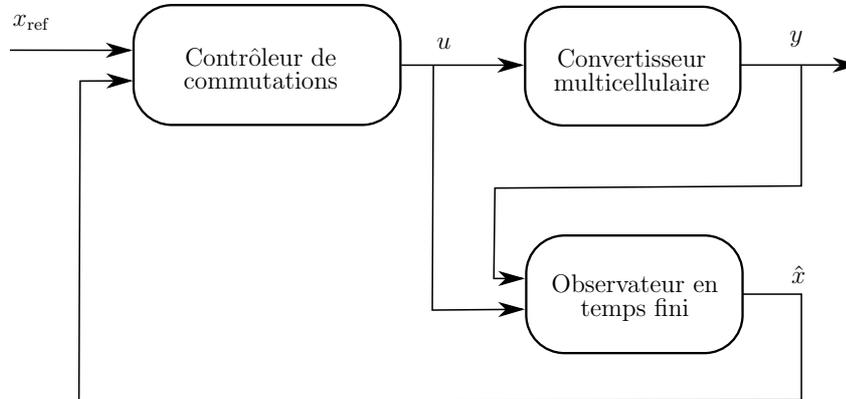 x_ref
Contrôleur de
commutations
u
Convertisseur
multicellulaire
y
Observateur en
temps fini
x̂